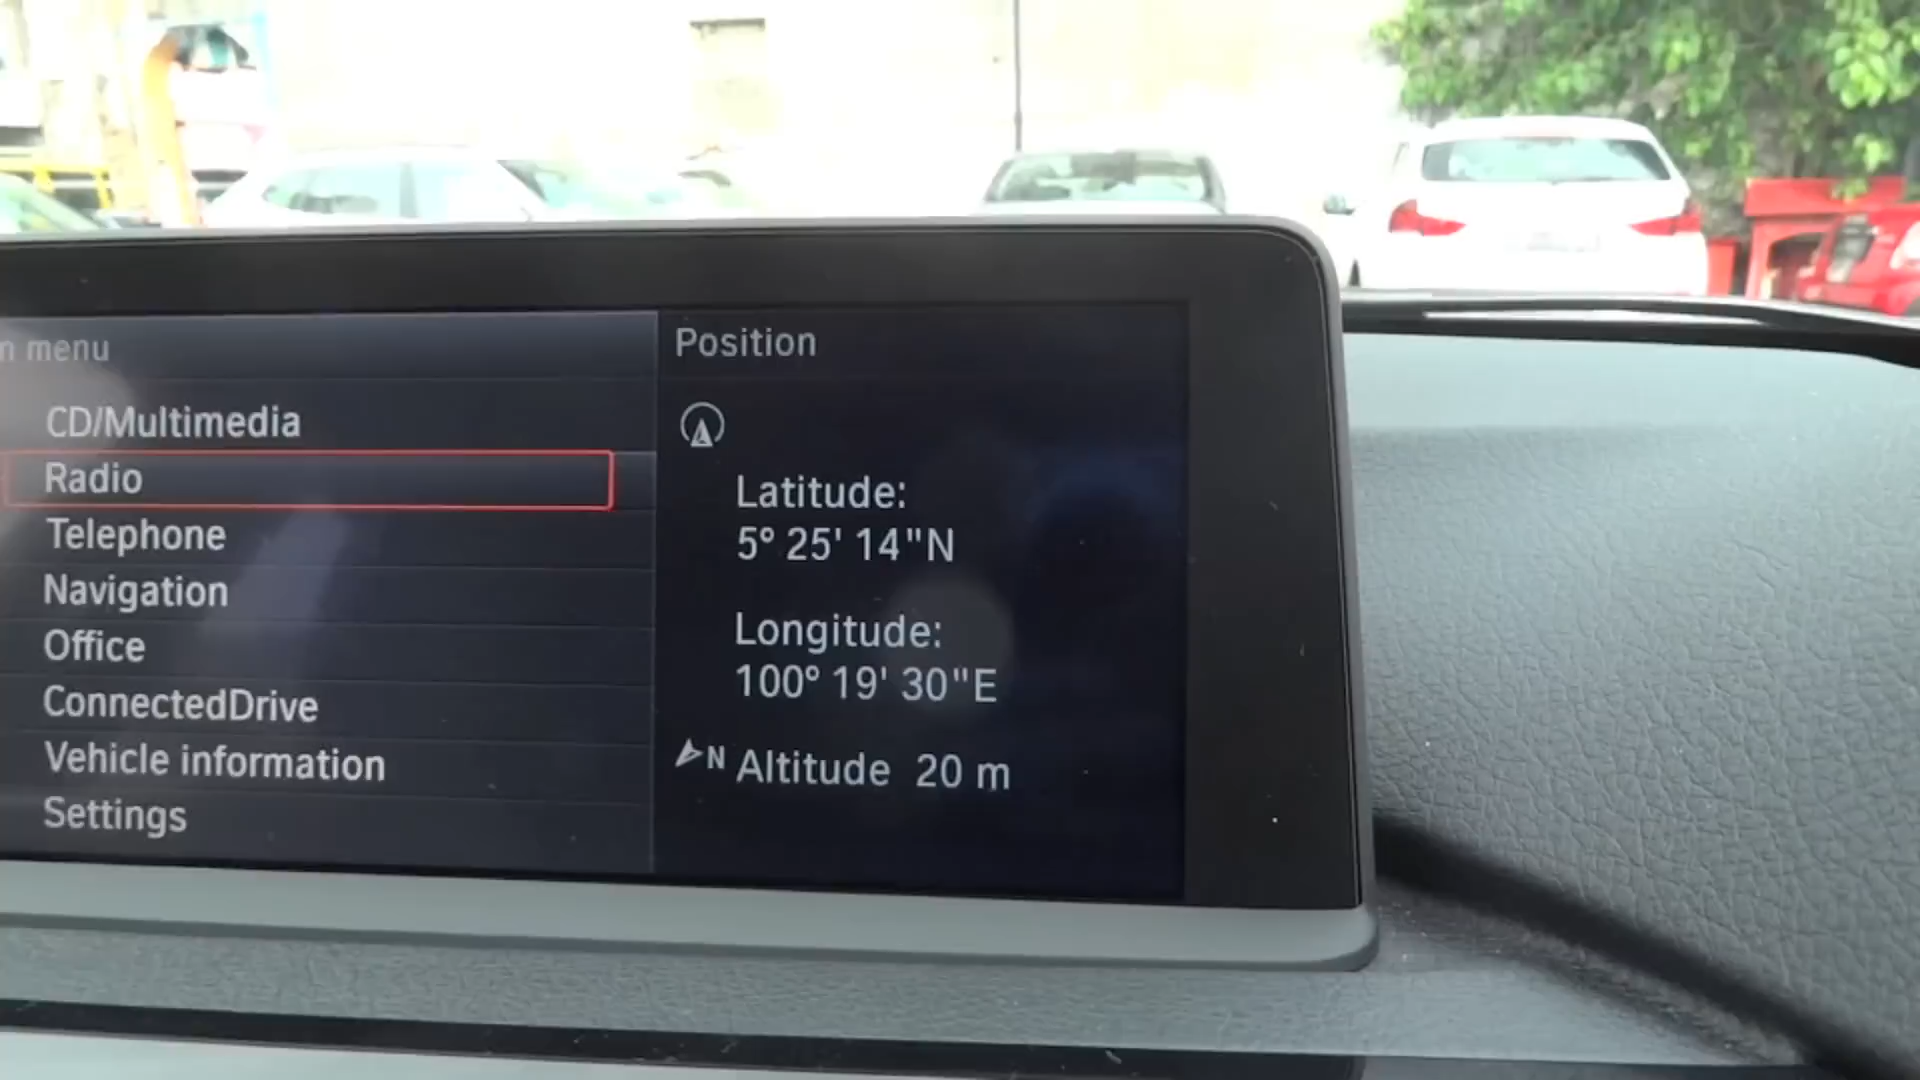 n menu
CD/Multimedia
Radio
Telephone
Navigation
Office
ConnectedDrive
Vehicle information
Settings
Position
Latitude:
5° 25' 14"N
Longitude:
100° 19' 30"E
N
Altitude 20 m